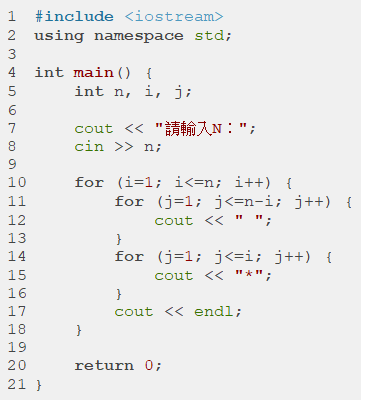 1 #include <iostream>
2 using namespace std;
3
4 int main() {
5     int n, i, j;
6
7     cout << "請輸入N：";
8     cin >> n;
9
10     for (i=1; i<=n; i++) {
11         for (j=1; j<=n-i; j++) {
12             cout << " ";
13         }
14         for (j=1; j<=i; j++) {
15             cout << "*";
16         }
17         cout << endl;
18     }
19
20     return 0;
21 }